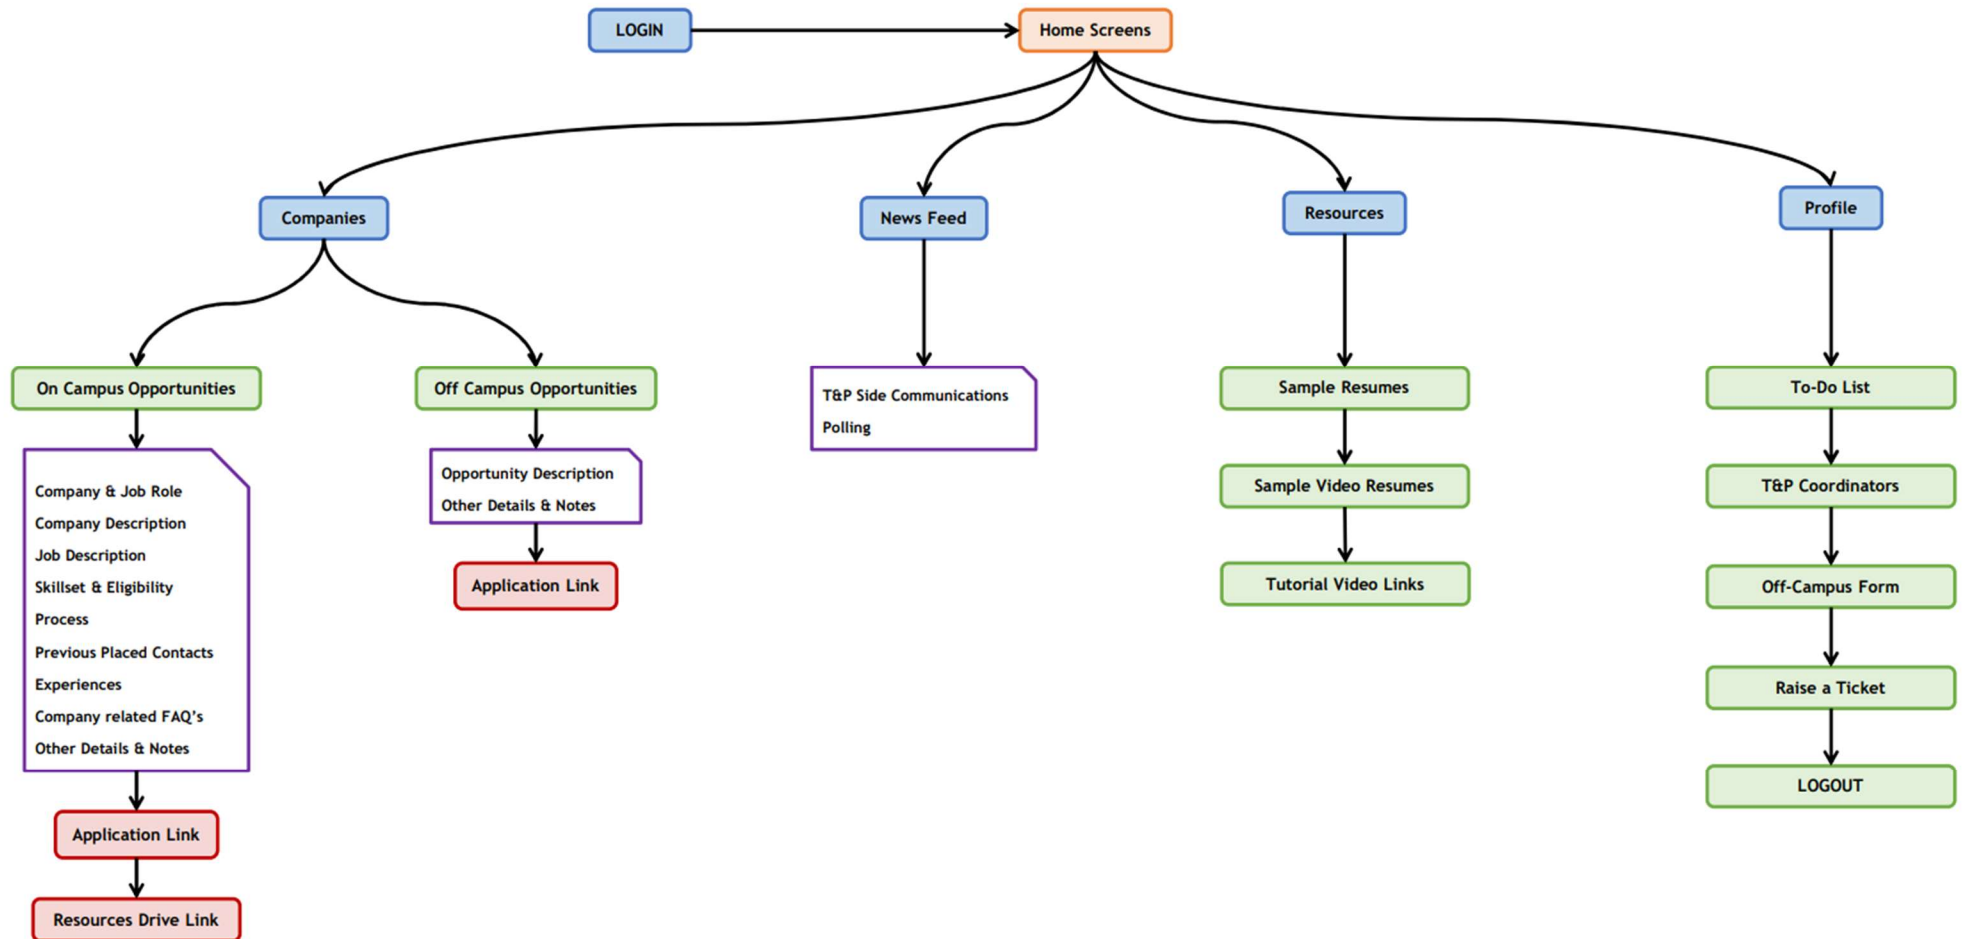 LOGIN
Home Screens
Companies
News Feed
Resources
Profile
On Campus Opportunities
Company & Job Role
Company Description
Job Description
Skillset & Eligibility
Process
Previous Placed Contacts
Experiences
Company related FAQ’s
Other Details & Notes
Application Link
Resources Drive Link
Off Campus Opportunities
Opportunity Description
Other Details & Notes
Application Link
T&P Side Communications
Polling
Sample Resumes
Sample Video Resumes
Tutorial Video Links
To-Do List
T&P Coordinators
Off-Campus Form
Raise a Ticket
LOGOUT